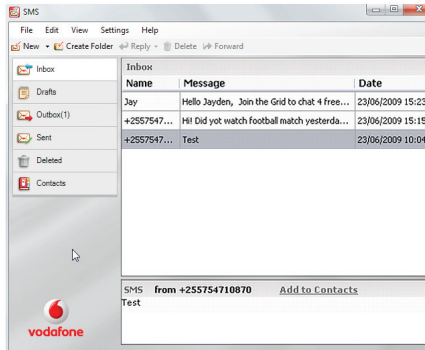 SMS
File Edit View Settings Help
New Create Folder Reply Delete Forward
Inbox
Drafts
Outbox(1)
Sent
Deleted
Contacts
vodafone
Inbox
Name Message Date
Jay Hello Jayden, Join the Grid to chat 4 free... 23/06/2009 15:23
+2557547... Hi! Did yot watch football match yesterda... 23/06/2009 15:15
+2557547... Test 23/06/2009 10:04
SMS from +255754710870 Add to Contacts
Test